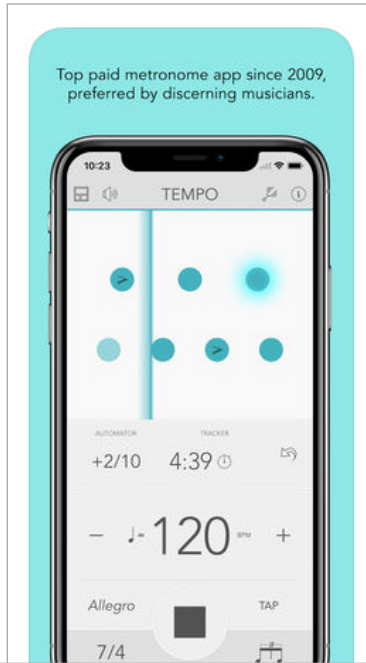 Top paid metronome app since 2009,
preferred by discerning musicians.
10:23
TEMPO
AUTOMATOR TRACKER
+2/10 4:39
− ♩= 120 BPM +
Allegro TAP
7/4